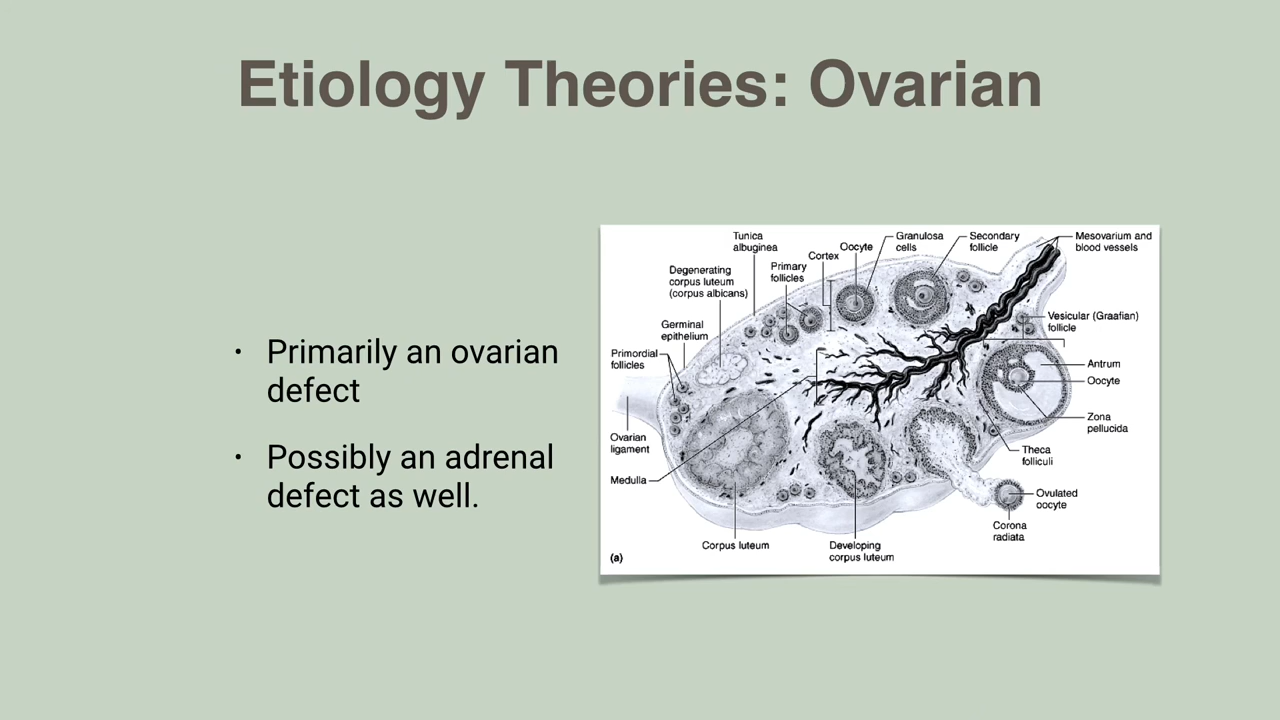 Etiology Theories: Ovarian
• Primarily an ovarian
defect
• Possibly an adrenal
defect as well.
Tunica
albuginea
Degenerating
corpus luteum
(corpus albicans)
Primary
follicles
Cortex
Oocyte
Granulosa
cells
Secondary
follicle
Mesovarium and
blood vessels
Germinal
epithelium
Primordial
follicles
Vesicular (Graafian)
follicle
Antrum
Oocyte
Zona
pellucida
Theca
folliculi
Ovarian
ligament
Medulla
Ovulated
oocyte
Corona
radiata
Corpus luteum
Developing
corpus luteum
(a)